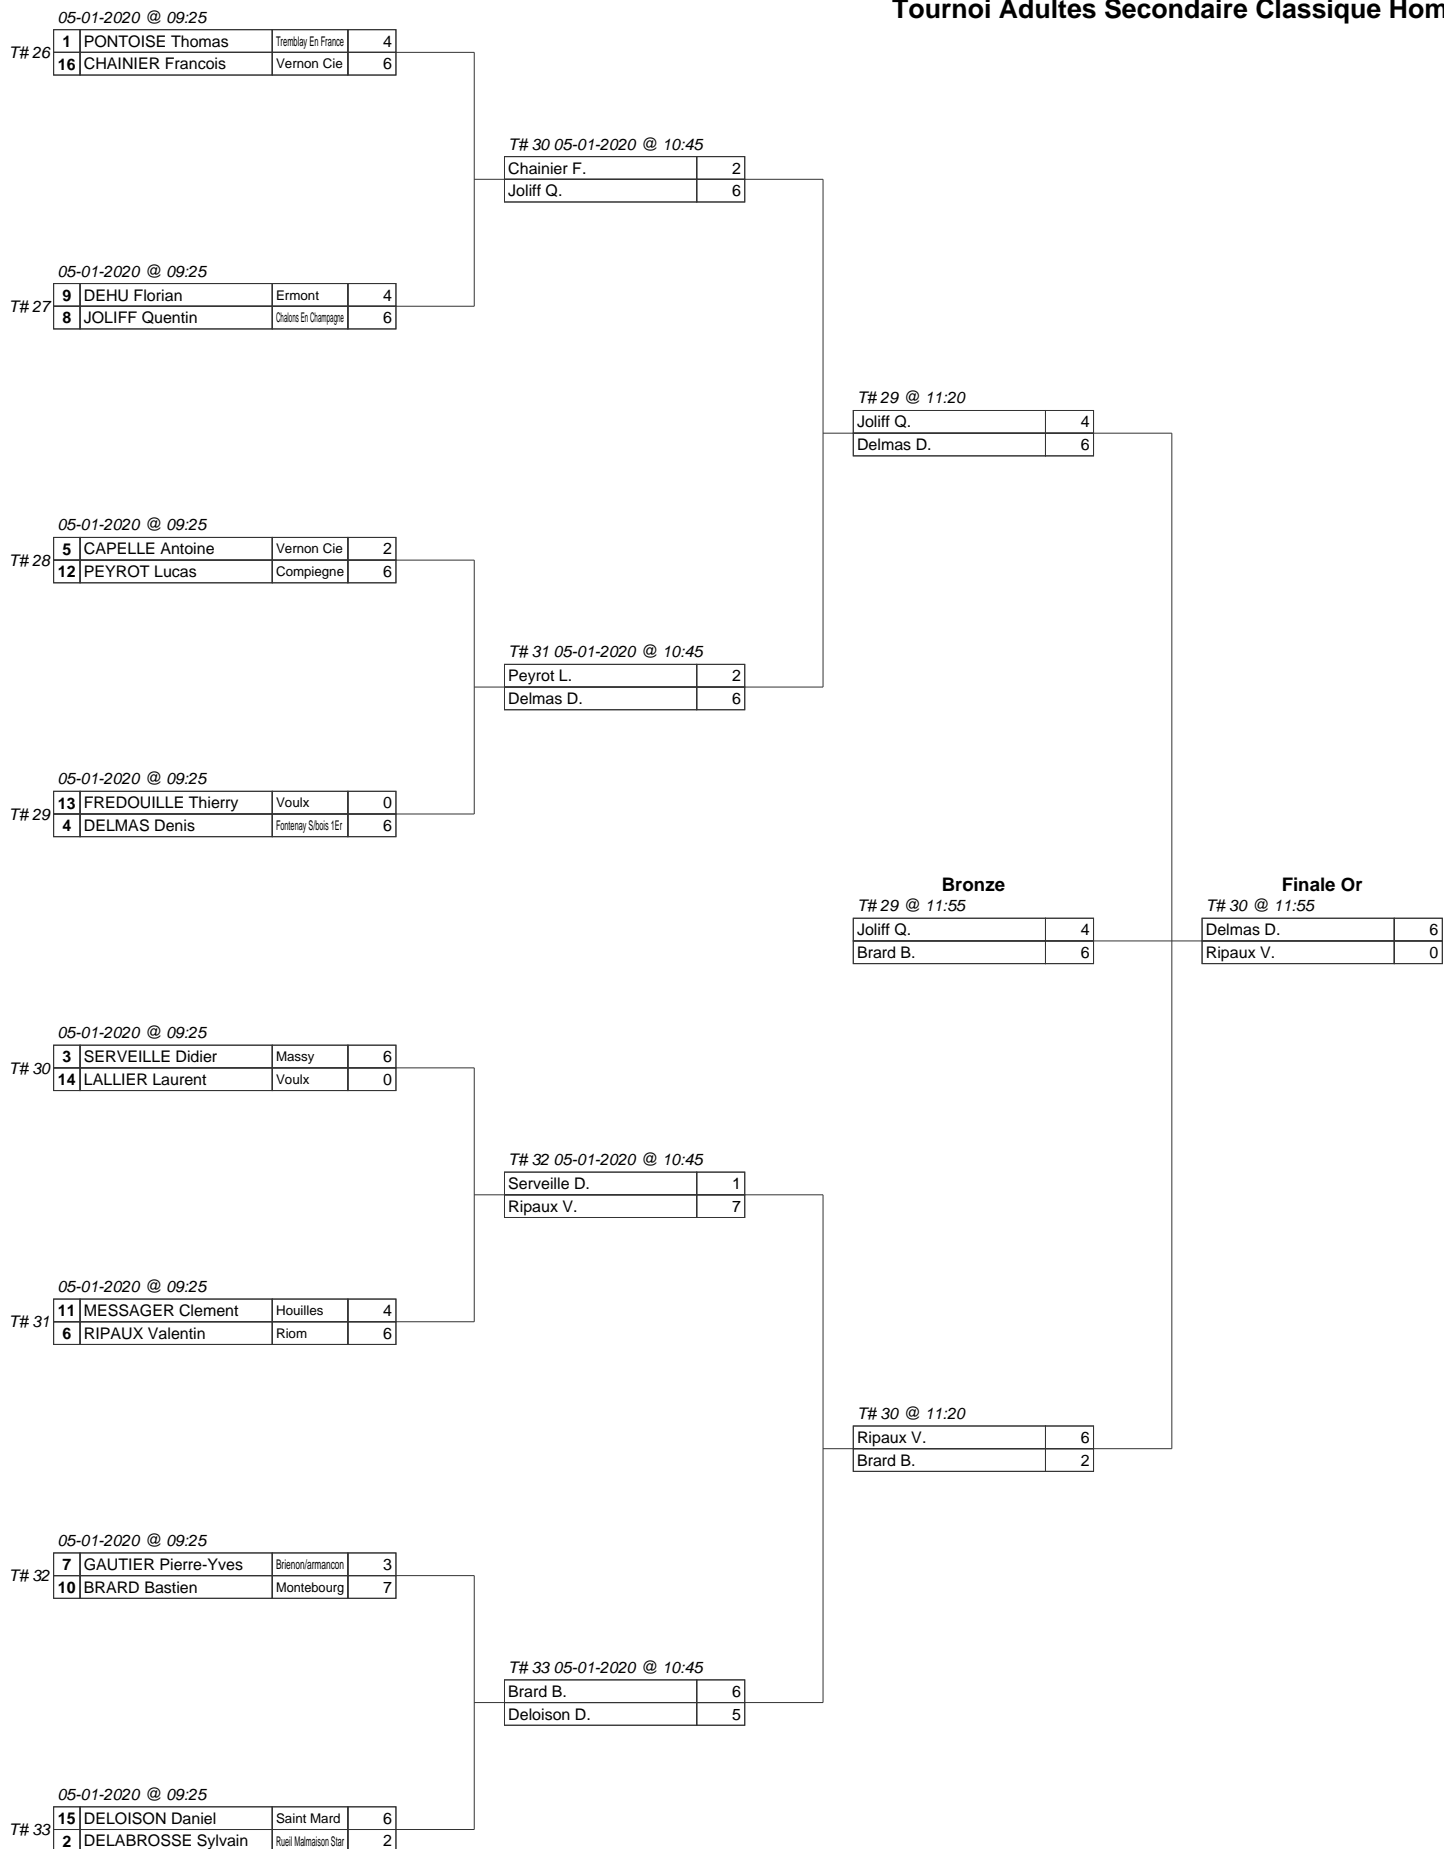 Tournoi Adultes Secondaire Classique Hom
05-01-2020 @ 09:25
T# 26
1 PONTOISE Thomas Tremblay En France 4
16 CHAINIER Francois Vernon Cie 6
T# 30 05-01-2020 @ 10:45
Chainier F. 2
Joliff Q. 6
05-01-2020 @ 09:25
T# 27
9 DEHU Florian Ermont 4
8 JOLIFF Quentin Chalons En Champagne 6
T# 29 @ 11:20
Joliff Q. 4
Delmas D. 6
05-01-2020 @ 09:25
T# 28
5 CAPELLE Antoine Vernon Cie 2
12 PEYROT Lucas Compiegne 6
T# 31 05-01-2020 @ 10:45
Peyrot L. 2
Delmas D. 6
05-01-2020 @ 09:25
T# 29
13 FREDOUILLE Thierry Voulx 0
4 DELMAS Denis Fontenay S/bois 1Er 6
Bronze
T# 29 @ 11:55
Joliff Q. 4
Brard B. 6
Finale Or
T# 30 @ 11:55
Delmas D. 6
Ripaux V. 0
05-01-2020 @ 09:25
T# 30
3 SERVEILLE Didier Massy 6
14 LALLIER Laurent Voulx 0
T# 32 05-01-2020 @ 10:45
Serveille D. 1
Ripaux V. 7
05-01-2020 @ 09:25
T# 31
11 MESSAGER Clement Houilles 4
6 RIPAUX Valentin Riom 6
T# 30 @ 11:20
Ripaux V. 6
Brard B. 2
05-01-2020 @ 09:25
T# 32
7 GAUTIER Pierre-Yves Brienon/armancon 3
10 BRARD Bastien Montebourg 7
T# 33 05-01-2020 @ 10:45
Brard B. 6
Deloison D. 5
05-01-2020 @ 09:25
T# 33
15 DELOISON Daniel Saint Mard 6
2 DELABROSSE Sylvain Rueil Malmaison Star 2